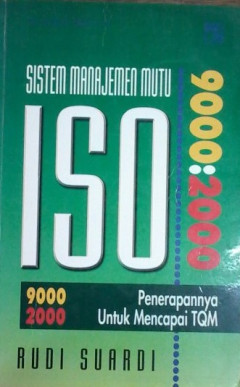 SISTEM MANAJEMEN MUTU
ISO
9000:2000
9000
2000
Penerapannya
Untuk Mencapai TQM
RUDI SUARDI